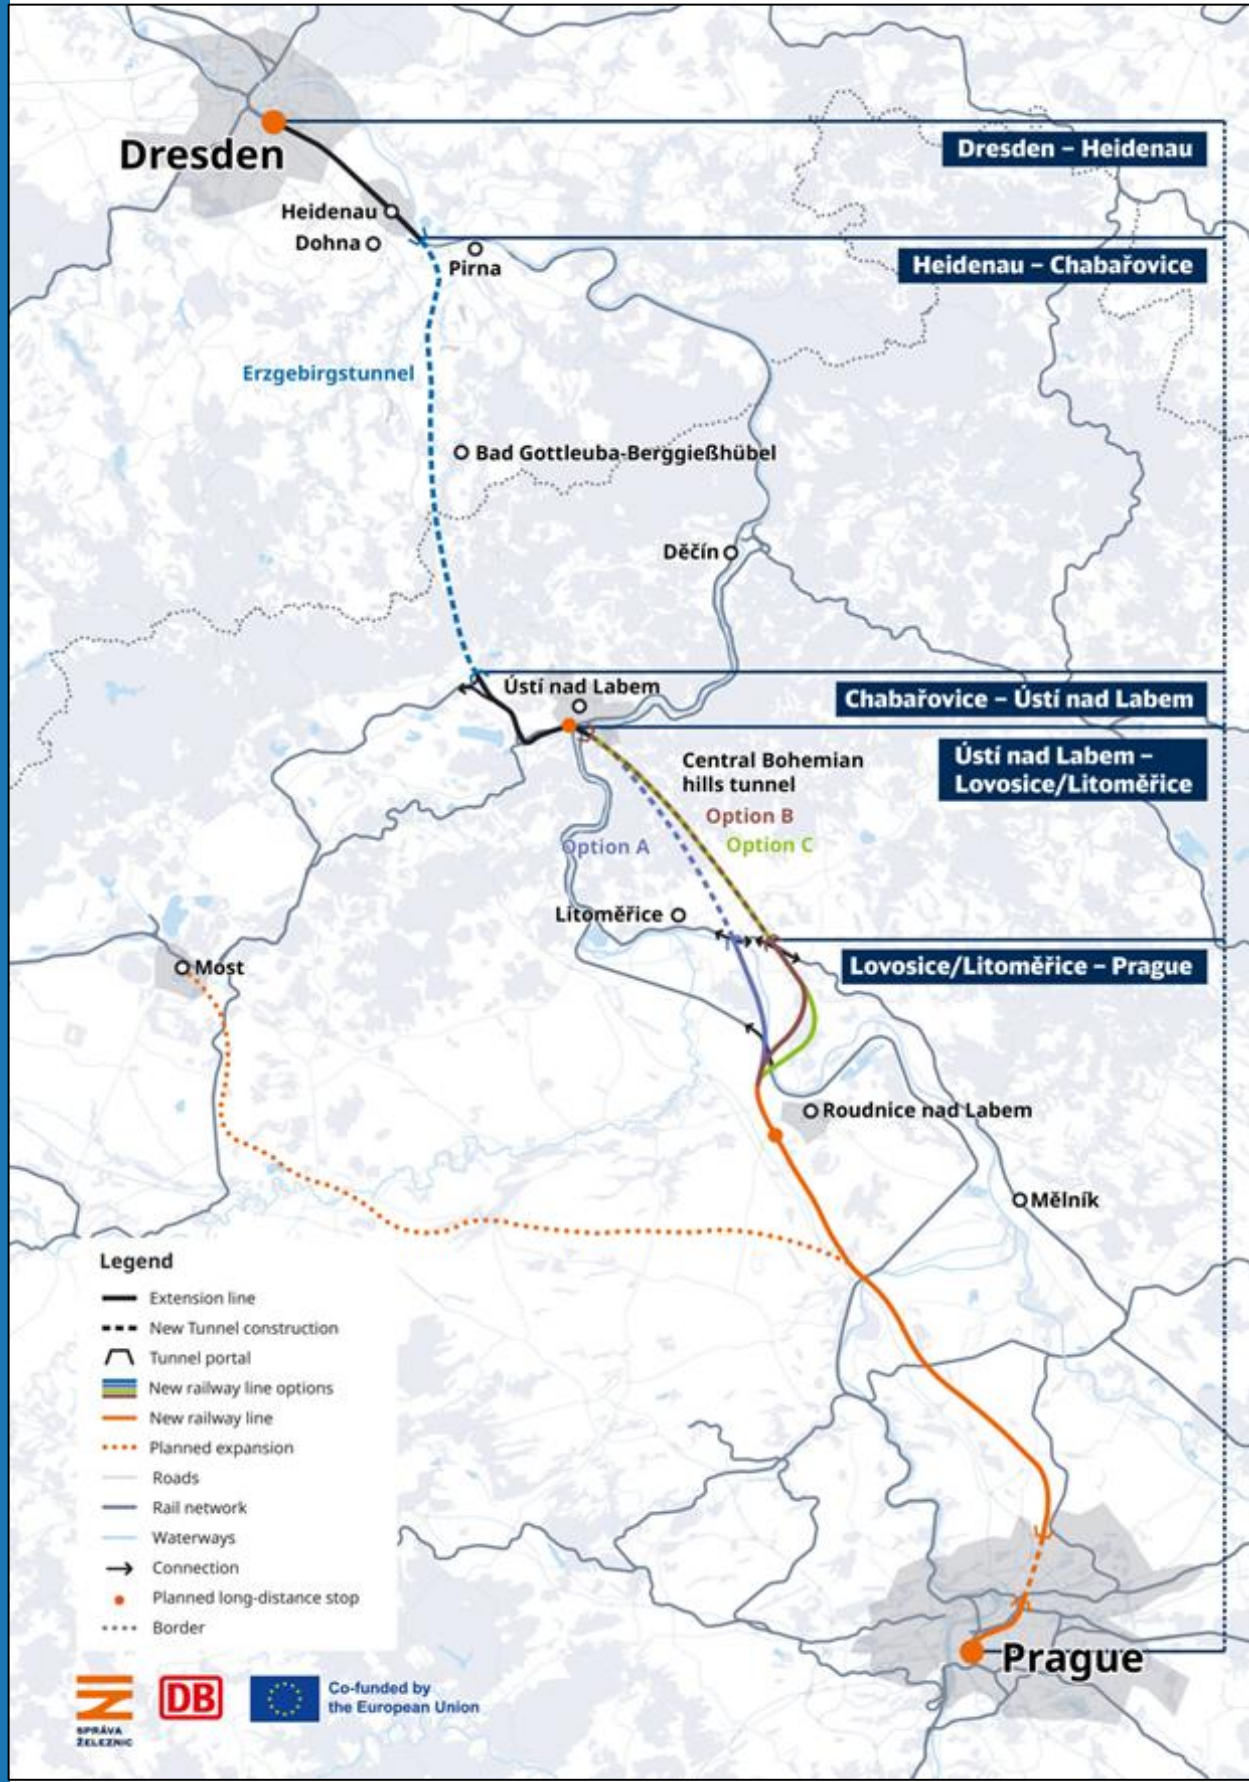 Dresden
Dresden – Heidenau
Heidenau
Dohna
Pirna
Heidenau – Chabařovice
Erzgebirgstunnel
Bad Gottleuba-Berggießhübel
Děčín
Ústí nad Labem
Chabařovice – Ústí nad Labem
Ústí nad Labem –
Lovosice/Litoměřice
Central Bohemian
hills tunnel
Option B
Option A
Option C
Litoměřice
Lovosice/Litoměřice – Prague
Most
Roudnice nad Labem
Mělník
Legend
Extension line
New Tunnel construction
Tunnel portal
New railway line options
New railway line
Planned expansion
Roads
Rail network
Waterways
Connection
Planned long-distance stop
Border
Prague
SPRÁVA
ŽELEZNIC
DB
Co-funded by
the European Union